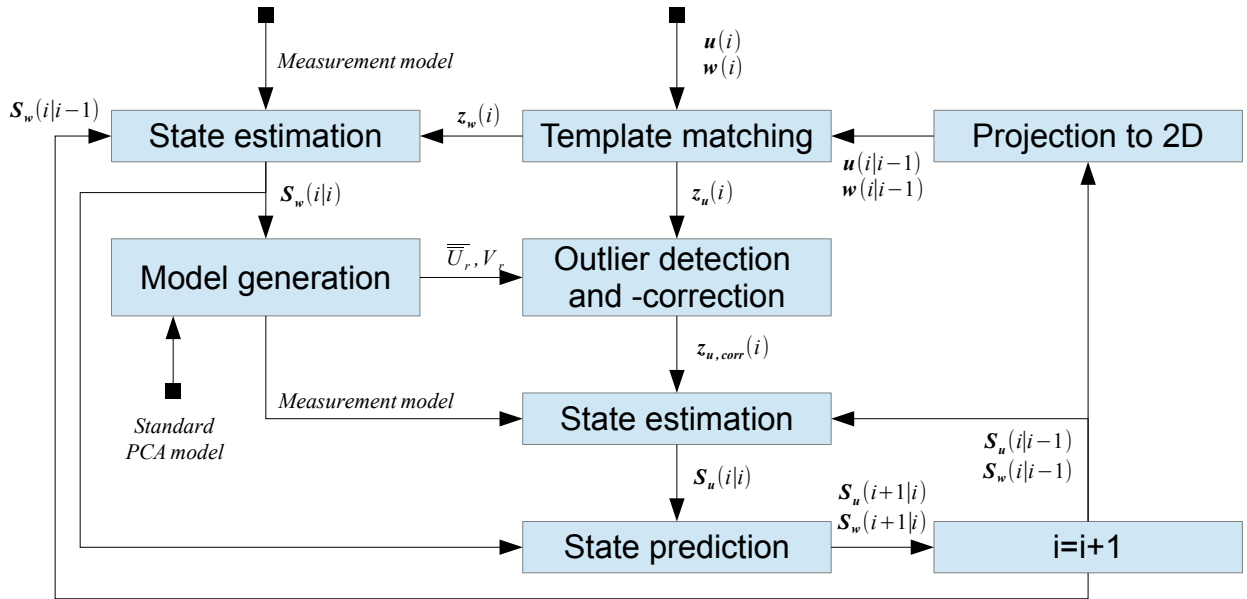 Measurement model
u(i)
w(i)
S_w(i|i−1)
State estimation
z_w(i)
Template matching
Projection to 2D
u(i|i−1)
w(i|i−1)
S_w(i|i)
z_u(i)
Model generation
U̿_r, V_r
Outlier detection
and -correction
z_{u,corr}(i)
Standard
PCA model
Measurement model
State estimation
S_u(i|i−1)
S_w(i|i−1)
S_u(i|i)
S_u(i+1|i)
S_w(i+1|i)
State prediction
i=i+1